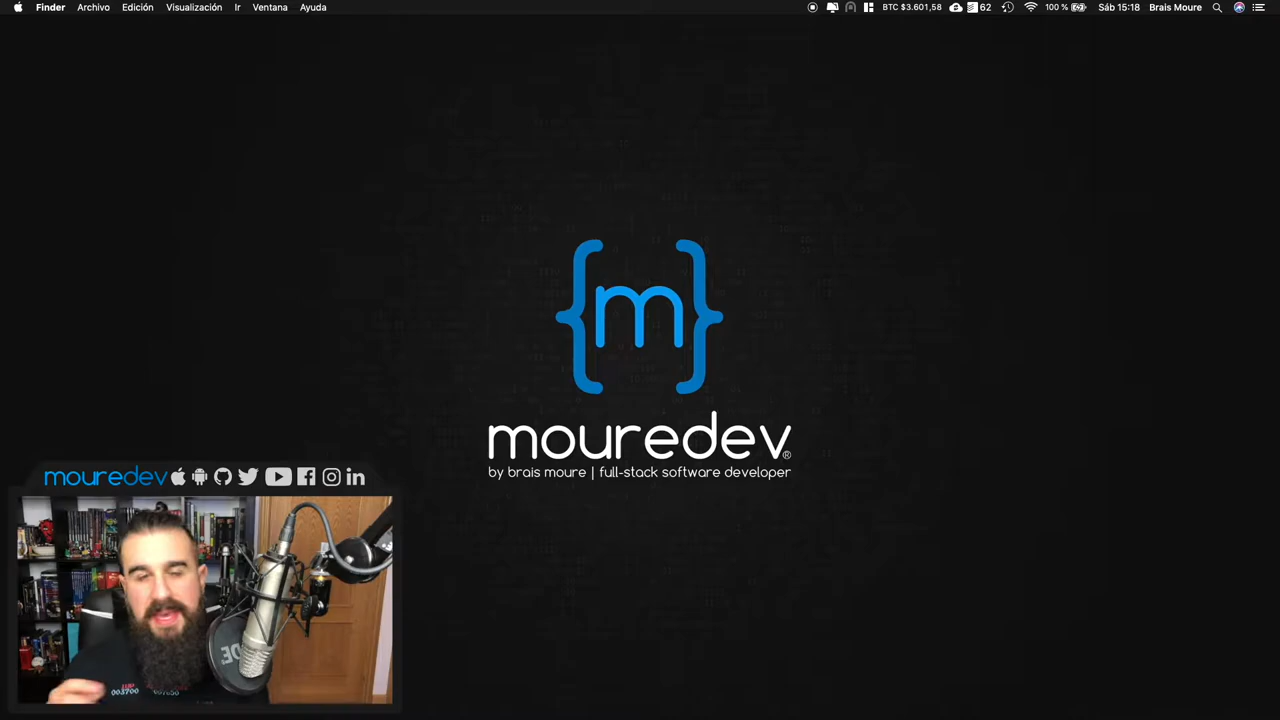 Finder Archivo Edición Visualización Ir Ventana Ayuda BTC $3.601,58 62 100 % Sáb 15:18 Brais Moure
{m}
mouredev®
by brais moure | full-stack software developer
mouredev
003700